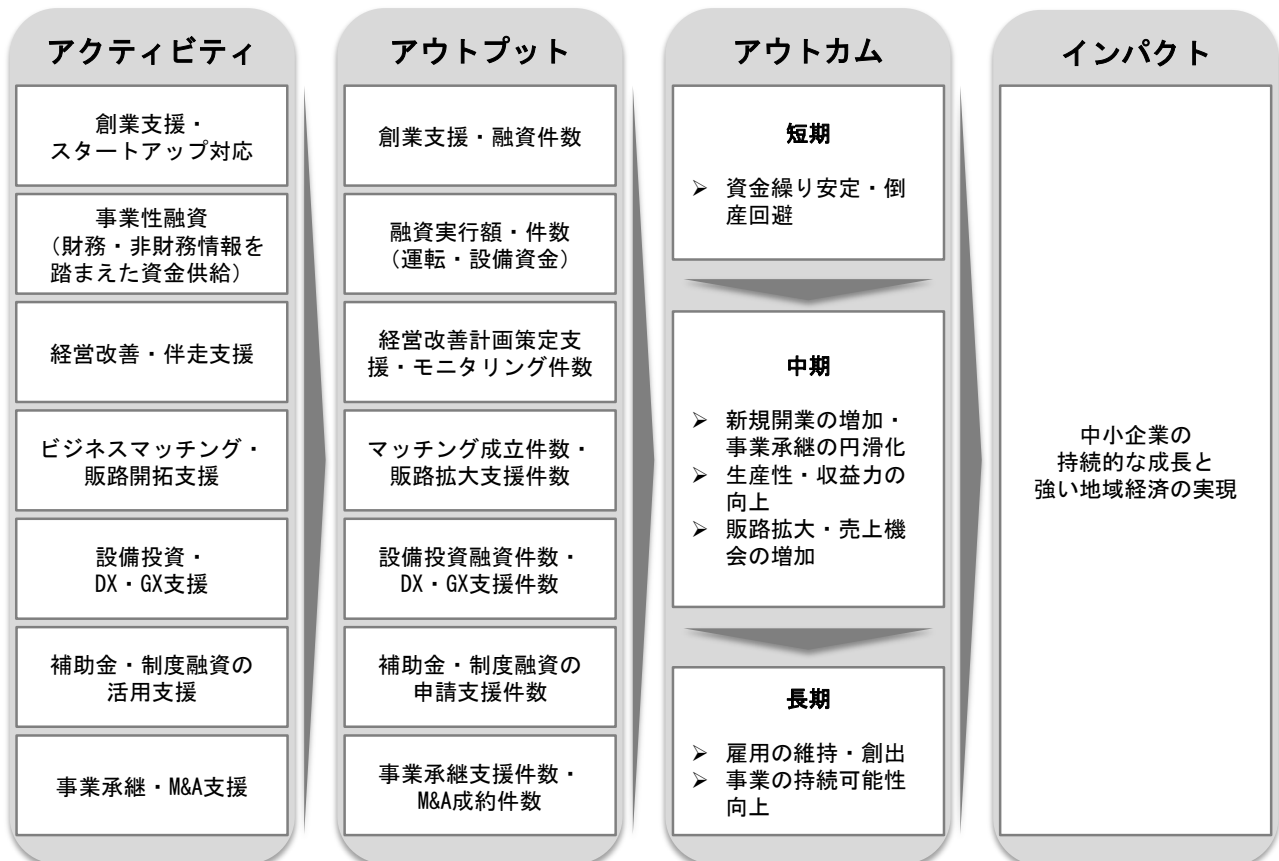 アクティビティ
創業支援・
スタートアップ対応
事業性融資
（財務・非財務情報を
踏まえた資金供給）
経営改善・伴走支援
ビジネスマッチング・
販路開拓支援
設備投資・
DX・GX支援
補助金・制度融資の
活用支援
事業承継・M&A支援
アウトプット
創業支援・融資件数
融資実行額・件数
（運転・設備資金）
経営改善計画策定支
援・モニタリング件数
マッチング成立件数・
販路拡大支援件数
設備投資融資件数・
DX・GX支援件数
補助金・制度融資の
申請支援件数
事業承継支援件数・
M&A成約件数
アウトカム
短期
➢ 資金繰り安定・倒
産回避
中期
➢ 新規開業の増加・
事業承継の円滑化
➢ 生産性・収益力の
向上
➢ 販路拡大・売上機
会の増加
長期
➢ 雇用の維持・創出
➢ 事業の持続可能性
向上
インパクト
中小企業の
持続的な成長と
強い地域経済の実現